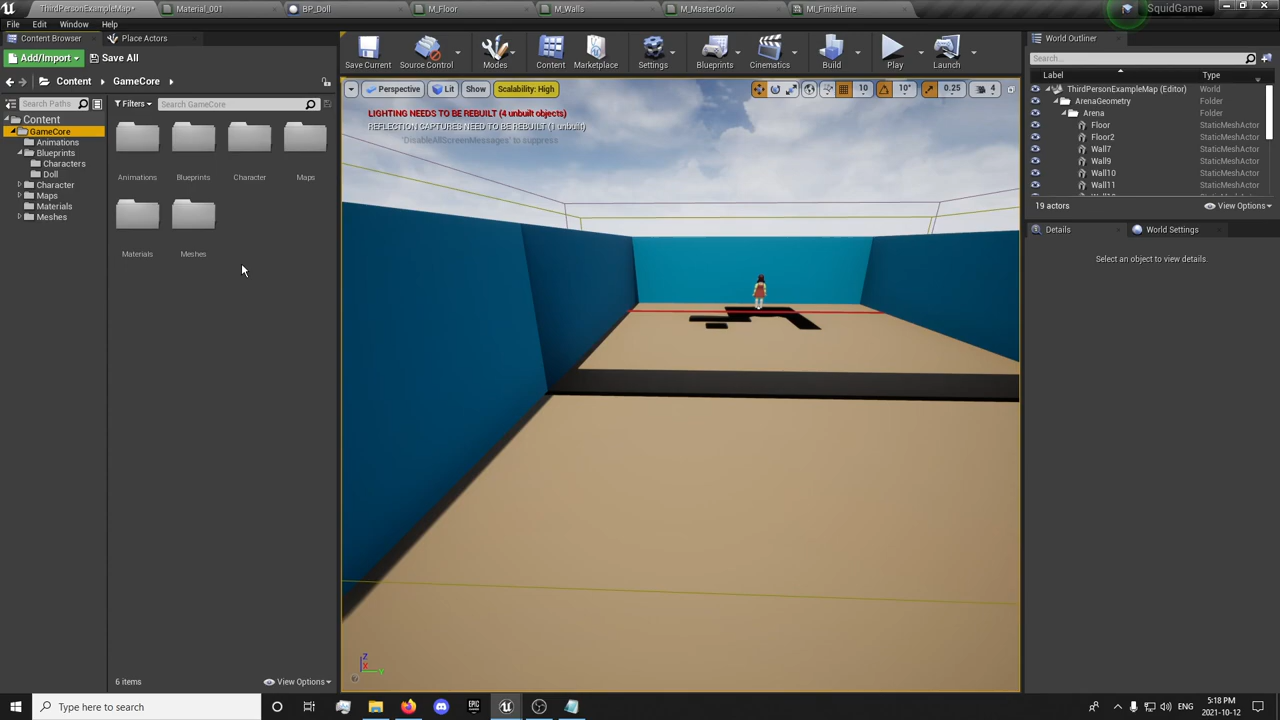 ThirdPersonExampleMap*
Material_001
BP_Doll
M_Floor
M_Walls
M_MasterColor
MI_FinishLine
SquidGame
File
Edit
Window
Help
Content Browser
Place Actors
World Outliner
Add/Import
Save All
Save Current
Source Control
Modes
Content
Marketplace
Settings
Blueprints
Cinematics
Build
Play
Launch
Search...
Label
Type
Content
GameCore
Perspective
Lit
Show
Scalability: High
10
10°
0.25
4
ThirdPersonExampleMap (Editor)
World
ArenaGeometry
Folder
Arena
Folder
Floor
StaticMeshActor
Floor2
StaticMeshActor
Wall7
StaticMeshActor
Wall9
StaticMeshActor
Wall10
StaticMeshActor
Wall11
StaticMeshActor
19 actors
View Options
Search Paths
Filters
Search GameCore
LIGHTING NEEDS TO BE REBUILT (4 unbuilt objects)
REFLECTION CAPTURES NEED TO BE REBUILT (1 unbuilt)
'DisableAllScreenMessages' to suppress
Content
GameCore
Animations
Blueprints
Characters
Doll
Character
Maps
Materials
Meshes
Animations
Blueprints
Character
Maps
Materials
Meshes
Details
World Settings
Select an object to view details.
Z
X
Y
6 items
View Options
Type here to search
EPIC
ENG
5:18 PM
2021-10-12